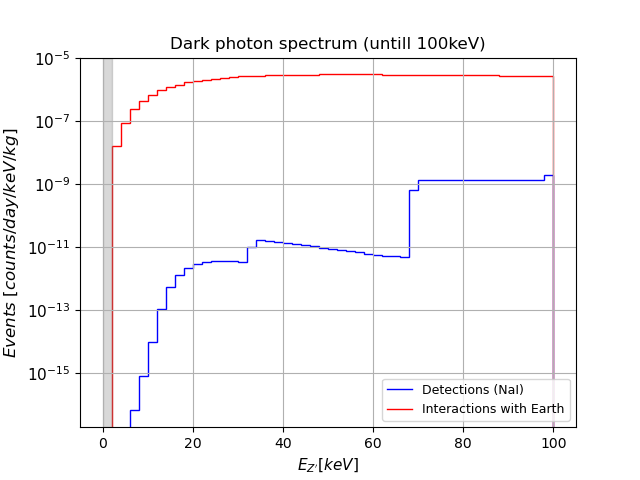 Dark photon spectrum (untill 100keV)
Events [counts/day/keV/kg]
10⁻⁵
10⁻⁷
10⁻⁹
10⁻¹¹
10⁻¹³
10⁻¹⁵
Detections (NaI)
Interactions with Earth
0 20 40 60 80 100
E_Z'[keV]